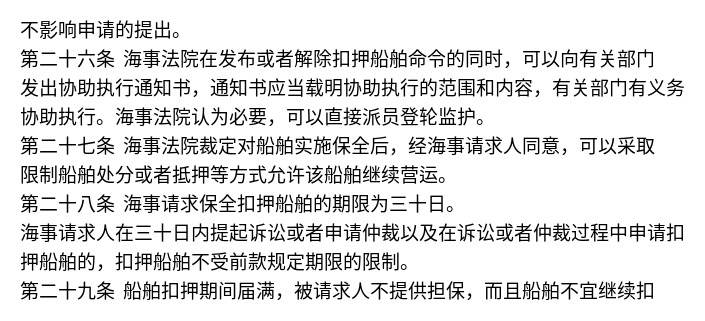 不影响申请的提出。
第二十六条 海事法院在发布或者解除扣押船舶命令的同时，可以向有关部门
发出协助执行通知书，通知书应当载明协助执行的范围和内容，有关部门有义务
协助执行。海事法院认为必要，可以直接派员登轮监护。
第二十七条 海事法院裁定对船舶实施保全后，经海事请求人同意，可以采取
限制船舶处分或者抵押等方式允许该船舶继续营运。
第二十八条 海事请求保全扣押船舶的期限为三十日。
海事请求人在三十日内提起诉讼或者申请仲裁以及在诉讼或者仲裁过程中申请扣
押船舶的，扣押船舶不受前款规定期限的限制。
第二十九条 船舶扣押期间届满，被请求人不提供担保，而且船舶不宜继续扣